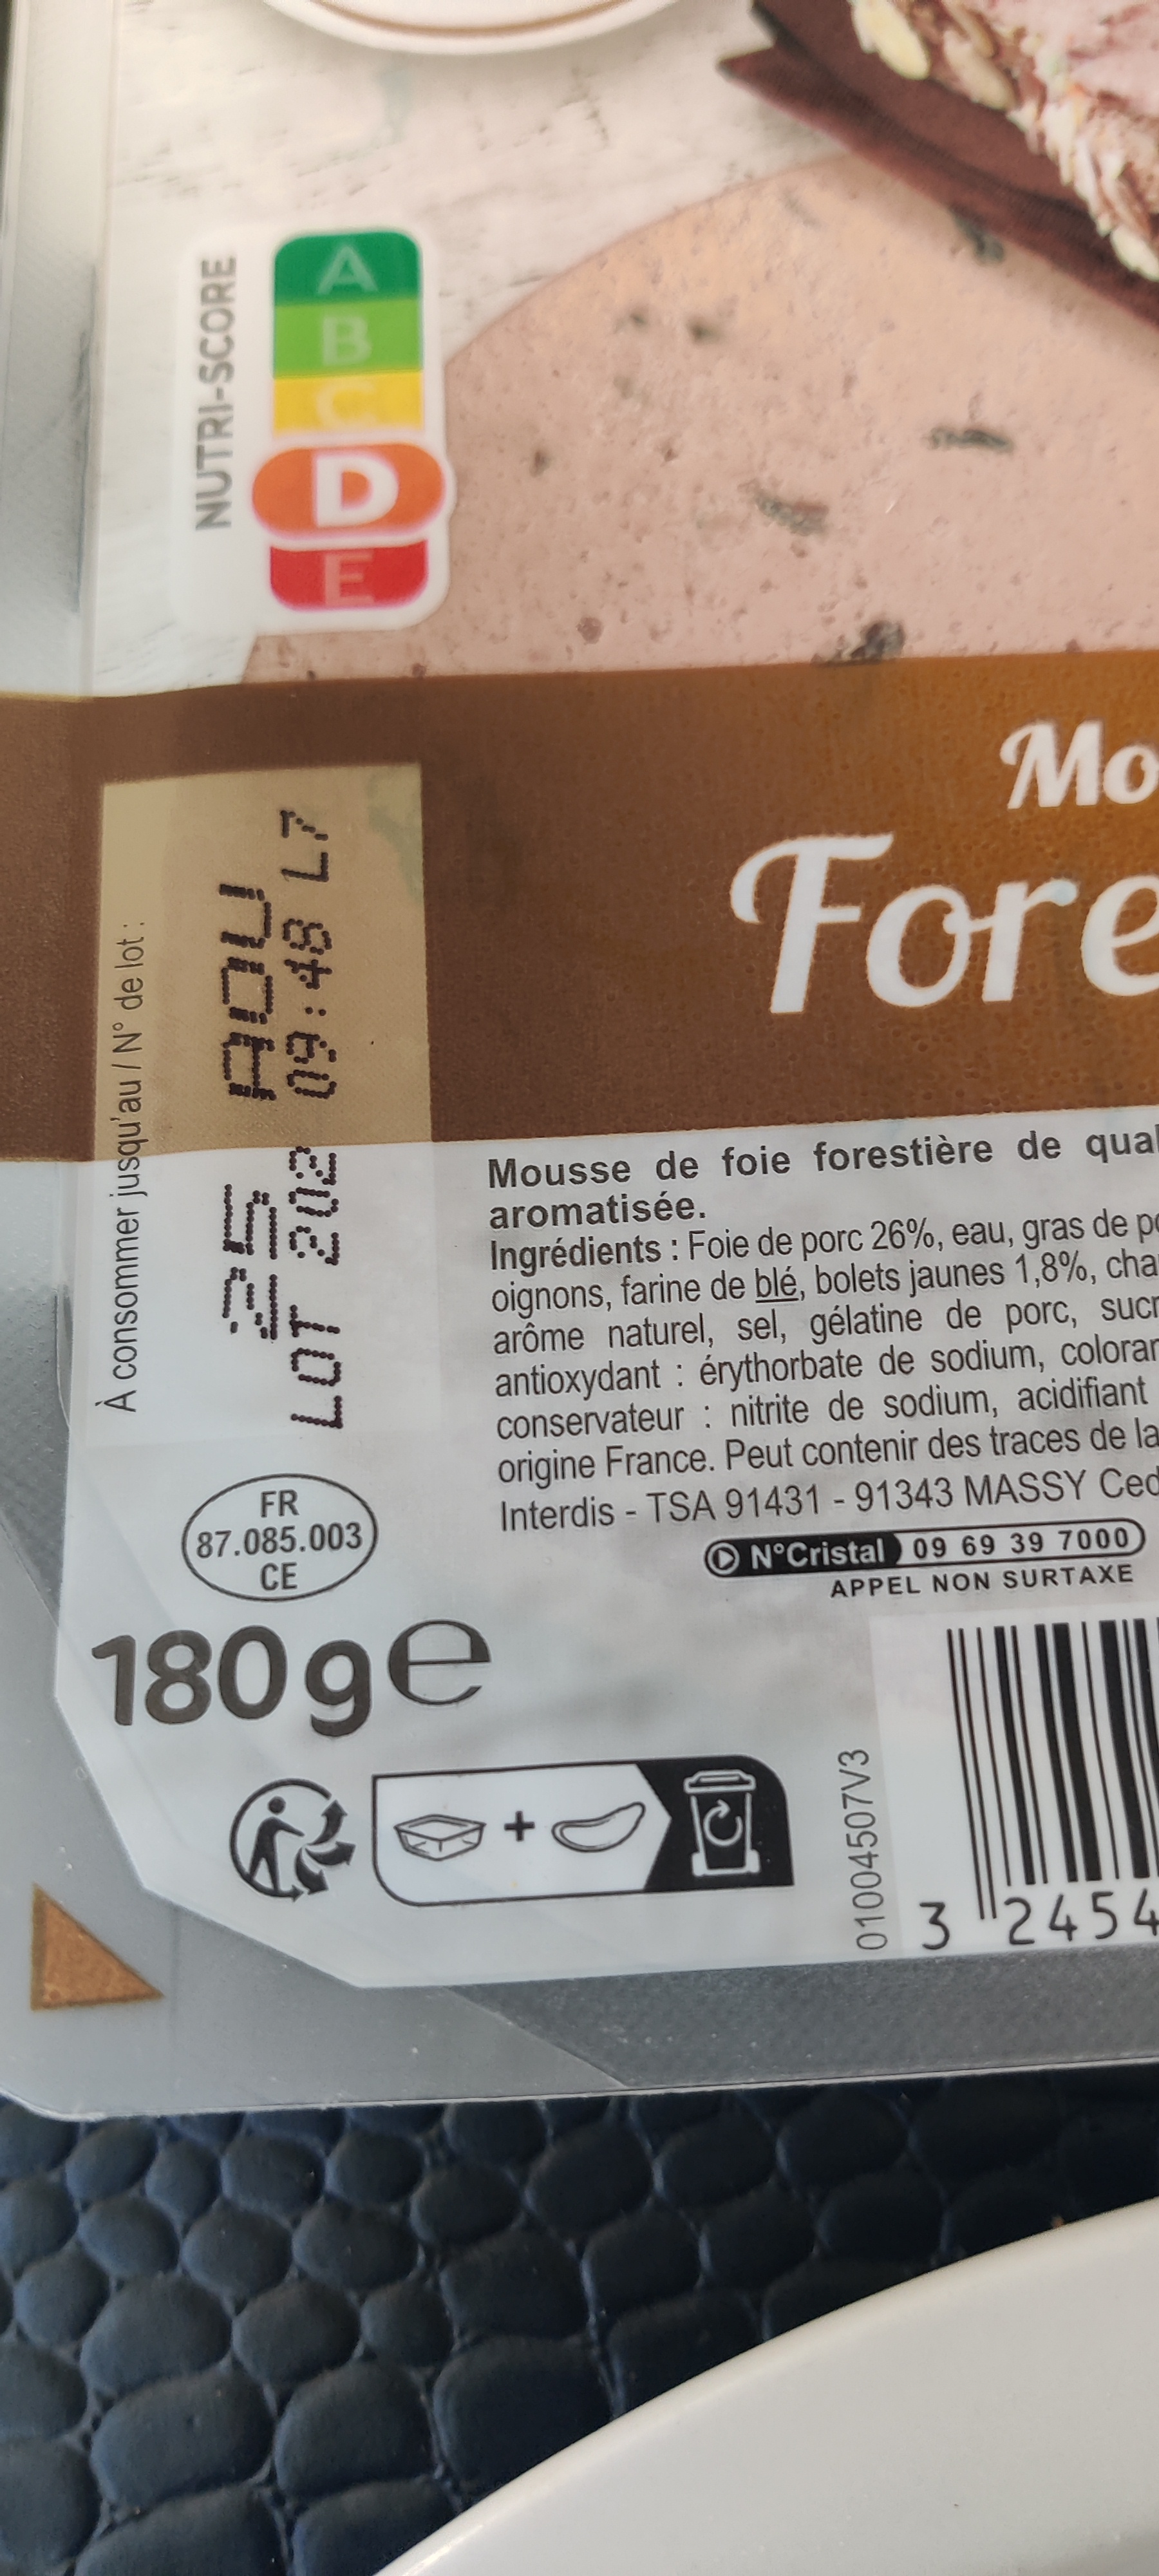 NUTRI-SCORE
A
B
C
D
E
Mo
Fore
À consommer jusqu'au / N° de lot :
25 AOU
LOT 202 09:48 L7
Mousse de foie forestière de qual
aromatisée.
Ingrédients : Foie de porc 26%, eau, gras de po
oignons, farine de blé, bolets jaunes 1,8%, cha
arôme naturel, sel, gélatine de porc, sucr
antioxydant : érythorbate de sodium, coloran
conservateur : nitrite de sodium, acidifiant
origine France. Peut contenir des traces de la
Interdis - TSA 91431 - 91343 MASSY Ced
N°Cristal 09 69 39 7000
APPEL NON SURTAXE
FR
87.085.003
CE
180 g e
01004507V3
3 2454